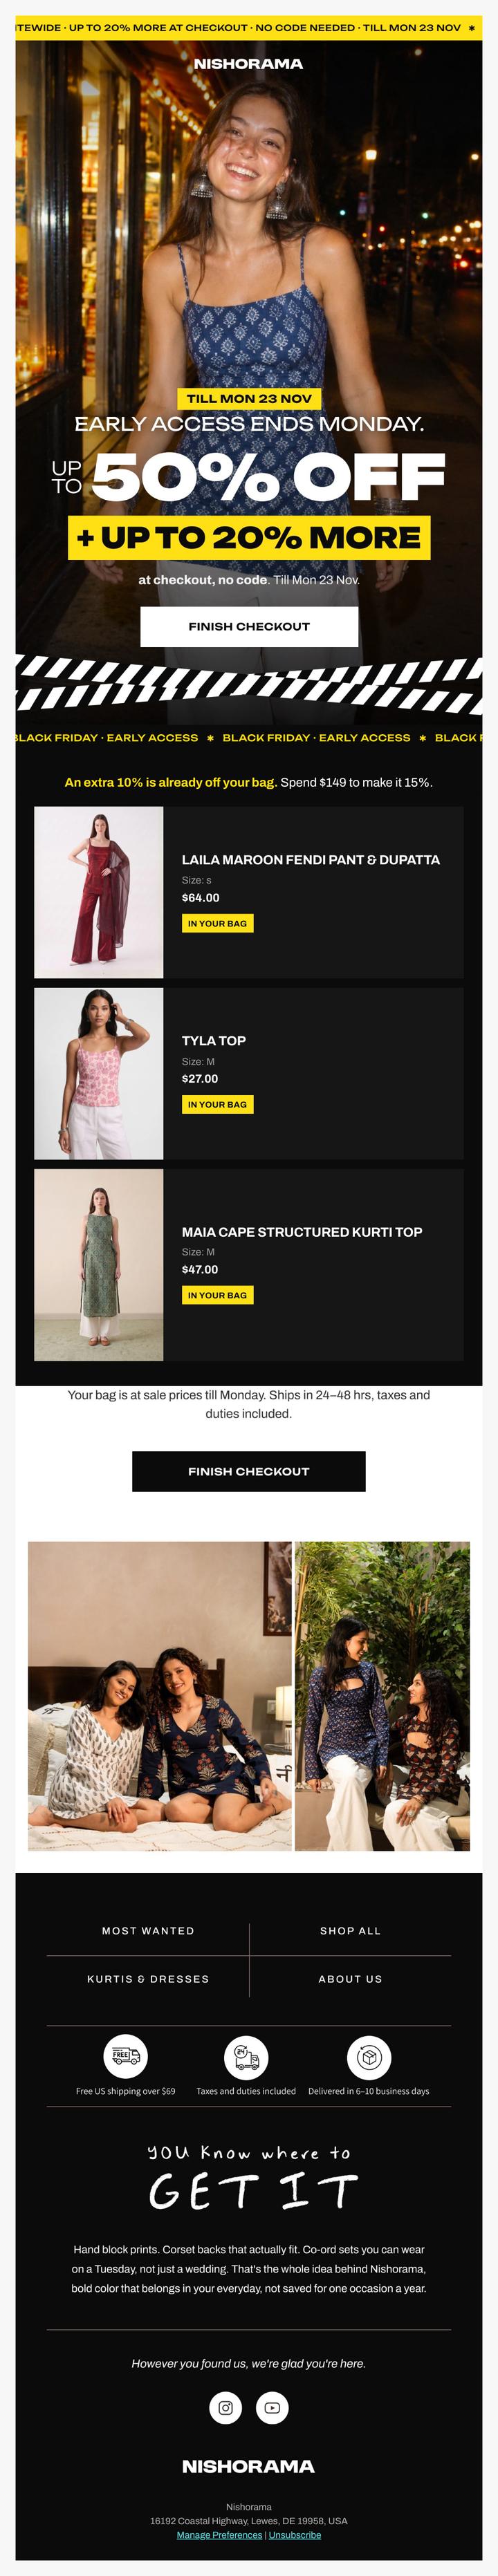 ITEWIDE · UP TO 20% MORE AT CHECKOUT · NO CODE NEEDED · TILL MON 23 NOV *
NISHORAMA
TILL MON 23 NOV
EARLY ACCESS ENDS MONDAY.
UP TO 50% OFF
+ UP TO 20% MORE
at checkout, no code. Till Mon 23 Nov.
FINISH CHECKOUT
BLACK FRIDAY · EARLY ACCESS * BLACK FRIDAY · EARLY ACCESS * BLACK F
An extra 10% is already off your bag. Spend $149 to make it 15%.
LAILA MAROON FENDI PANT & DUPATTA
Size: s
$64.00
IN YOUR BAG
TYLA TOP
Size: M
$27.00
IN YOUR BAG
MAIA CAPE STRUCTURED KURTI TOP
Size: M
$47.00
IN YOUR BAG
Your bag is at sale prices till Monday. Ships in 24–48 hrs, taxes and
duties included.
FINISH CHECKOUT
MOST WANTED
SHOP ALL
KURTIS & DRESSES
ABOUT US
FREE
24
Free US shipping over $69
Taxes and duties included
Delivered in 6–10 business days
YOU Know where to
GET IT
Hand block prints. Corset backs that actually fit. Co-ord sets you can wear
on a Tuesday, not just a wedding. That's the whole idea behind Nishorama,
bold color that belongs in your everyday, not saved for one occasion a year.
However you found us, we're glad you're here.
NISHORAMA
Nishorama
16192 Coastal Highway, Lewes, DE 19958, USA
Manage Preferences | Unsubscribe